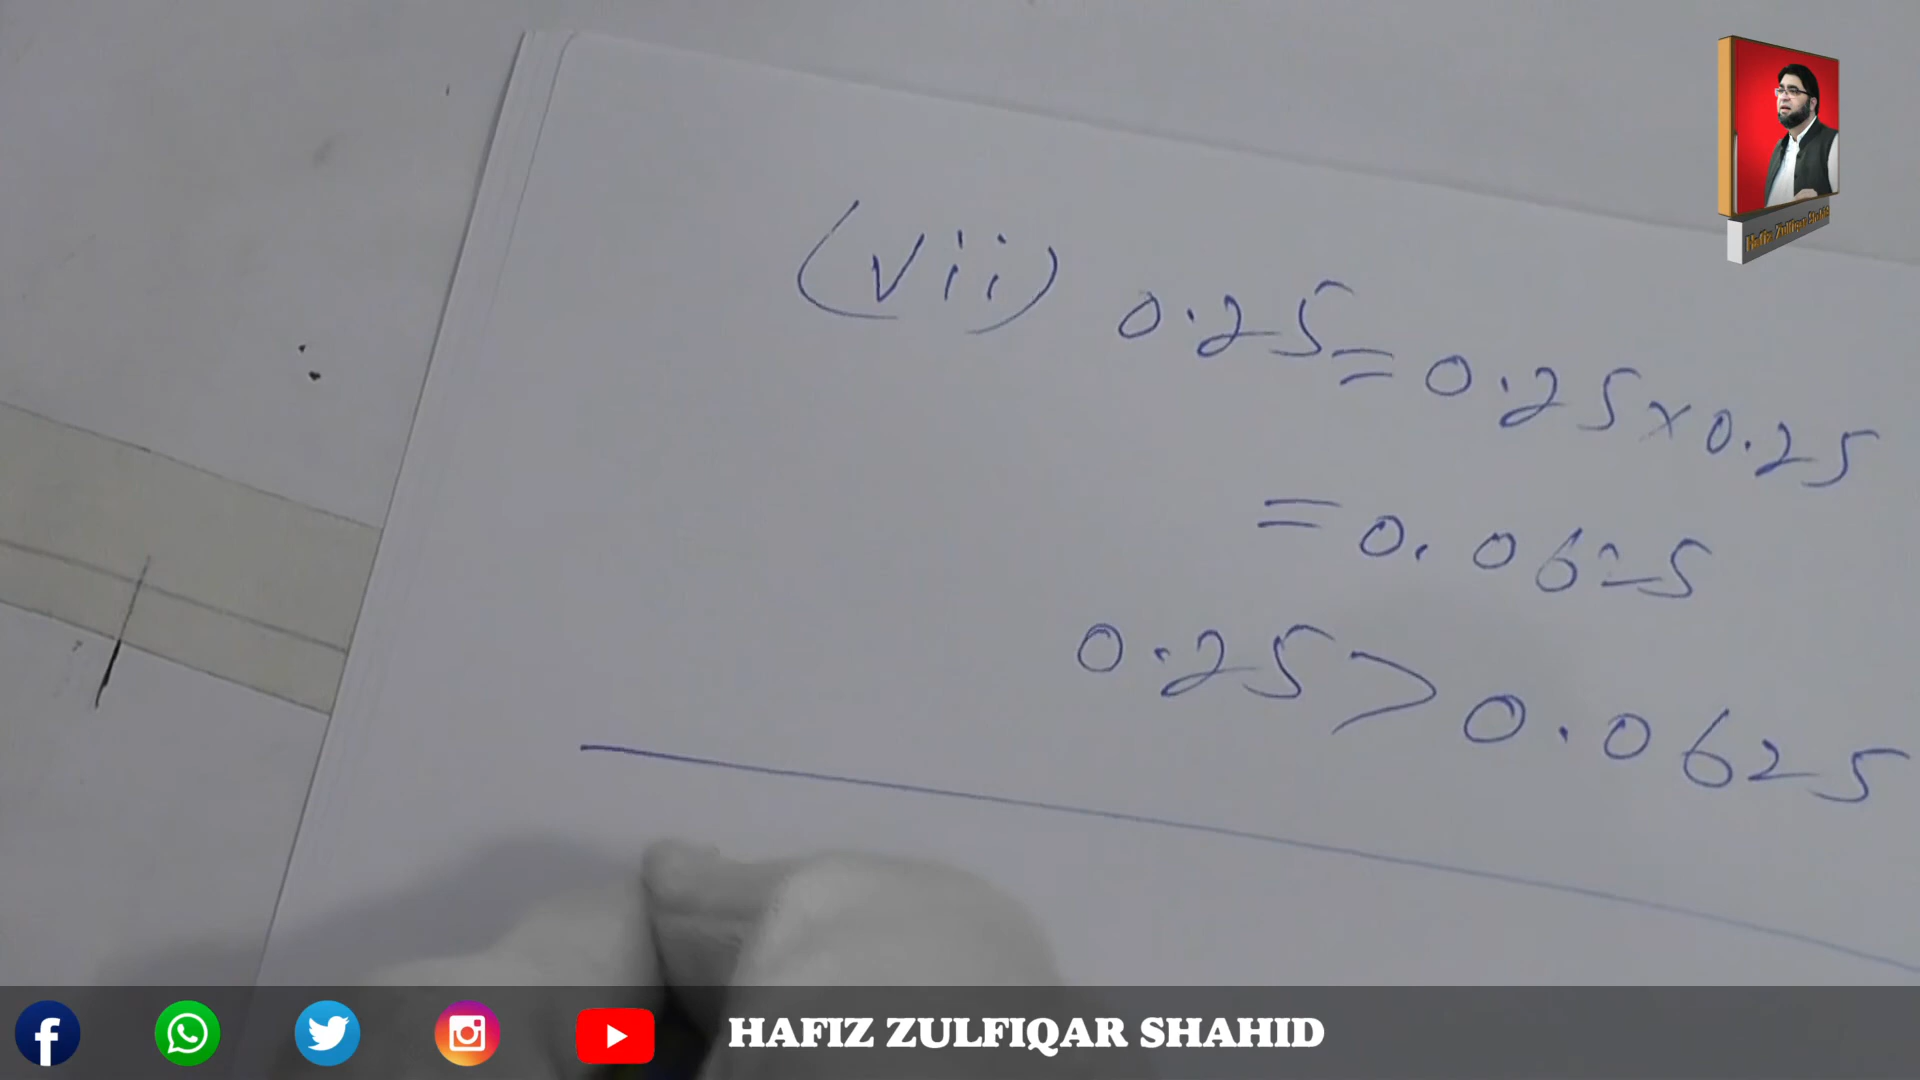 (vii) 0.25 = 0.25 × 0.25
= 0.0625
0.25 > 0.0625
HAFIZ ZULFIQAR SHAHID